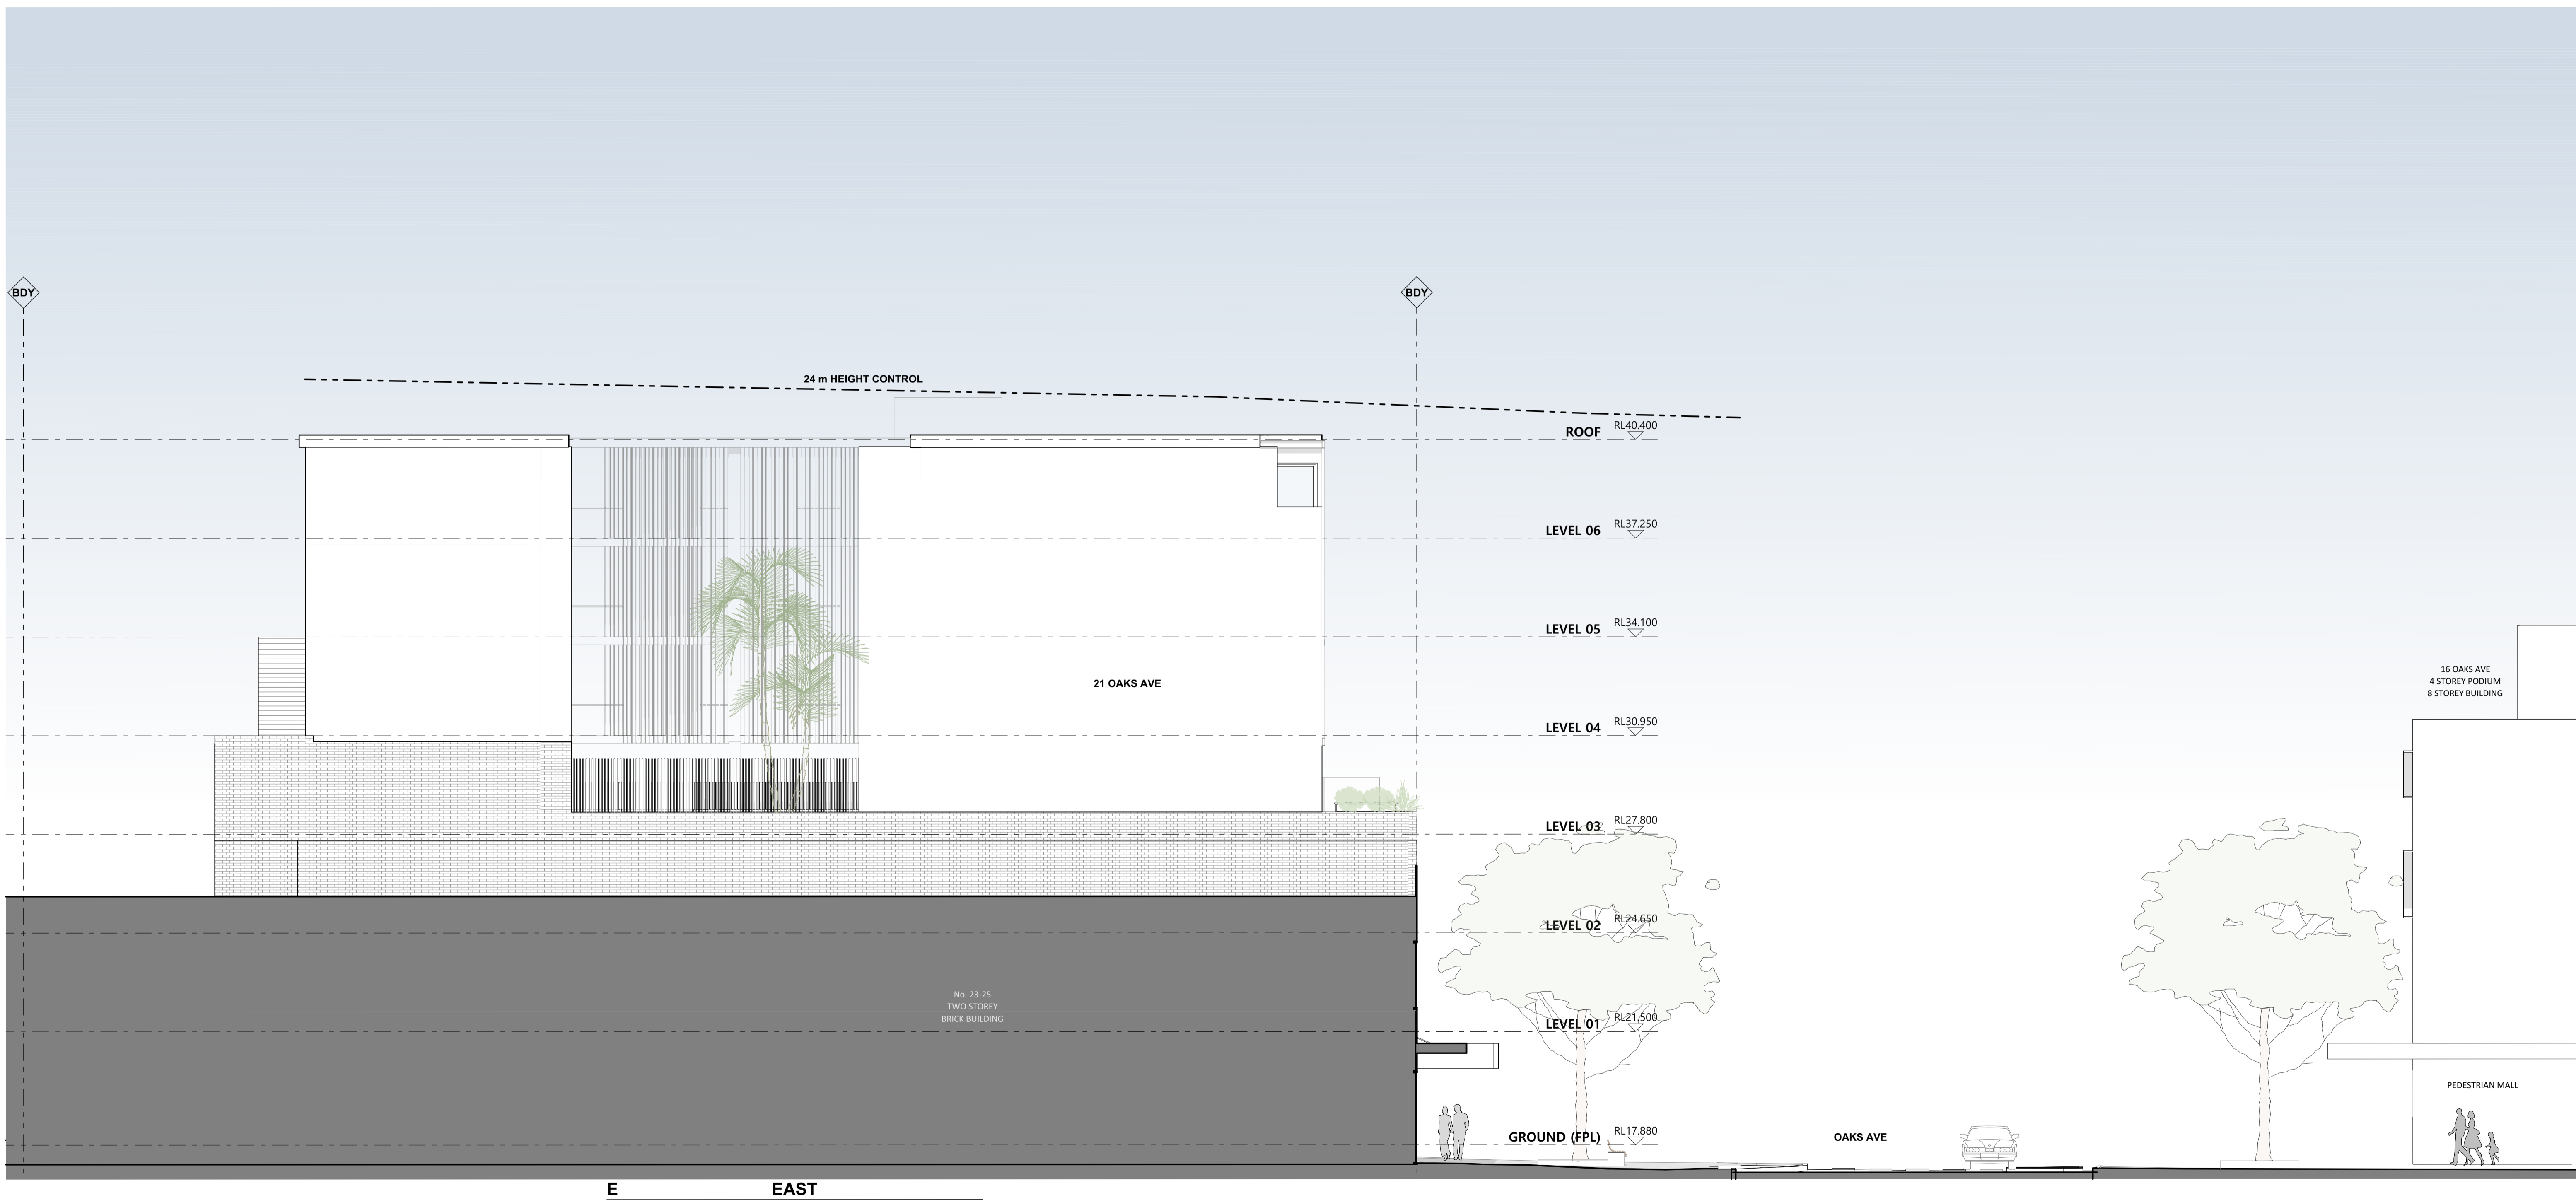 BDY
BDY
24 m HEIGHT CONTROL
ROOF RL40.400
LEVEL 06 RL37.250
LEVEL 05 RL34.100
16 OAKS AVE
4 STOREY PODIUM
8 STOREY BUILDING
21 OAKS AVE
LEVEL 04 RL30.950
LEVEL 03 RL27.800
LEVEL 02 RL24.650
No. 23-25
TWO STOREY
BRICK BUILDING
LEVEL 01 RL21.500
PEDESTRIAN MALL
GROUND (FPL) RL17.880
OAKS AVE
E EAST